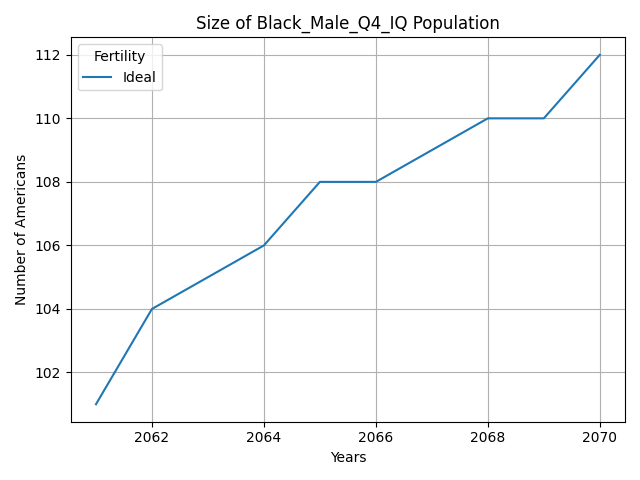 Size of Black_Male_Q4_IQ Population
Fertility
Ideal
112
110
108
106
104
102
Number of Americans
2062 2064 2066 2068 2070
Years